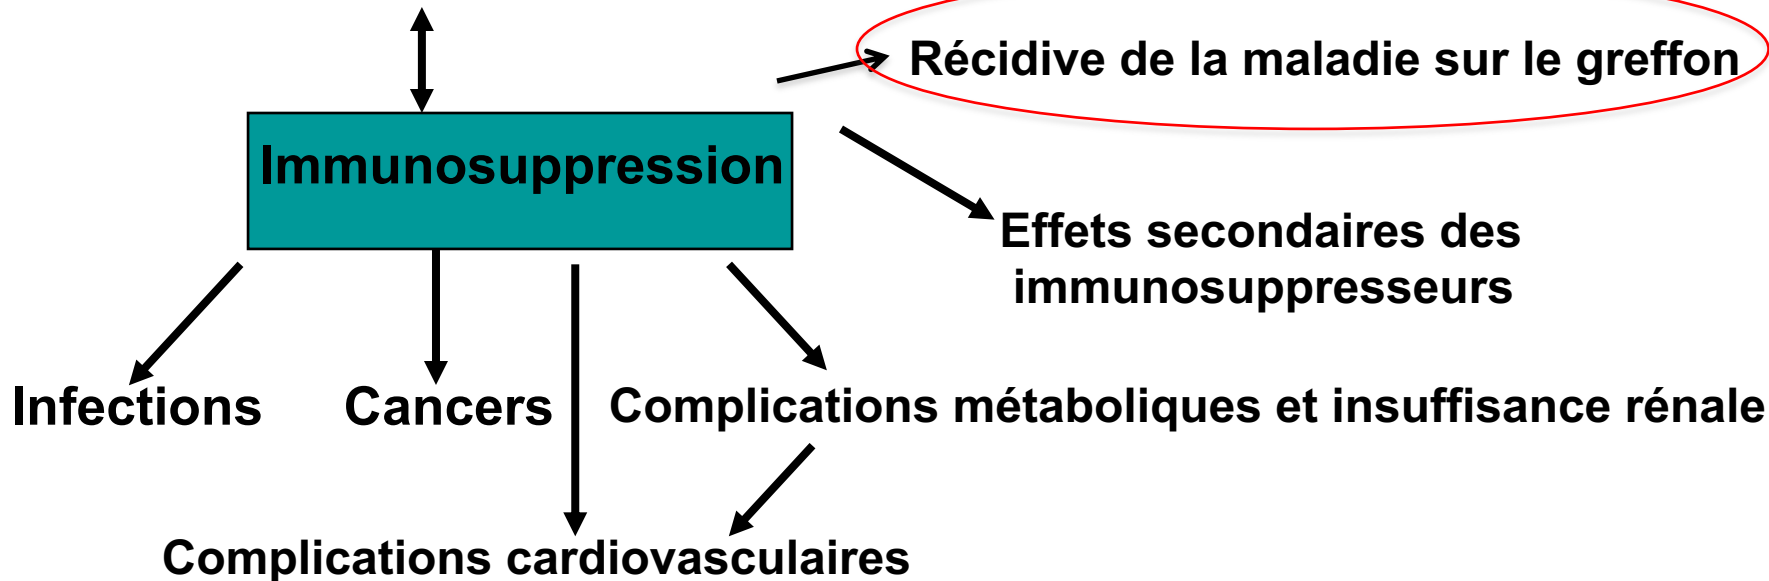 Récidive de la maladie sur le greffon
Immunosuppression
Effets secondaires des
immunosuppresseurs
Infections
Cancers
Complications métaboliques et insuffisance rénale
Complications cardiovasculaires